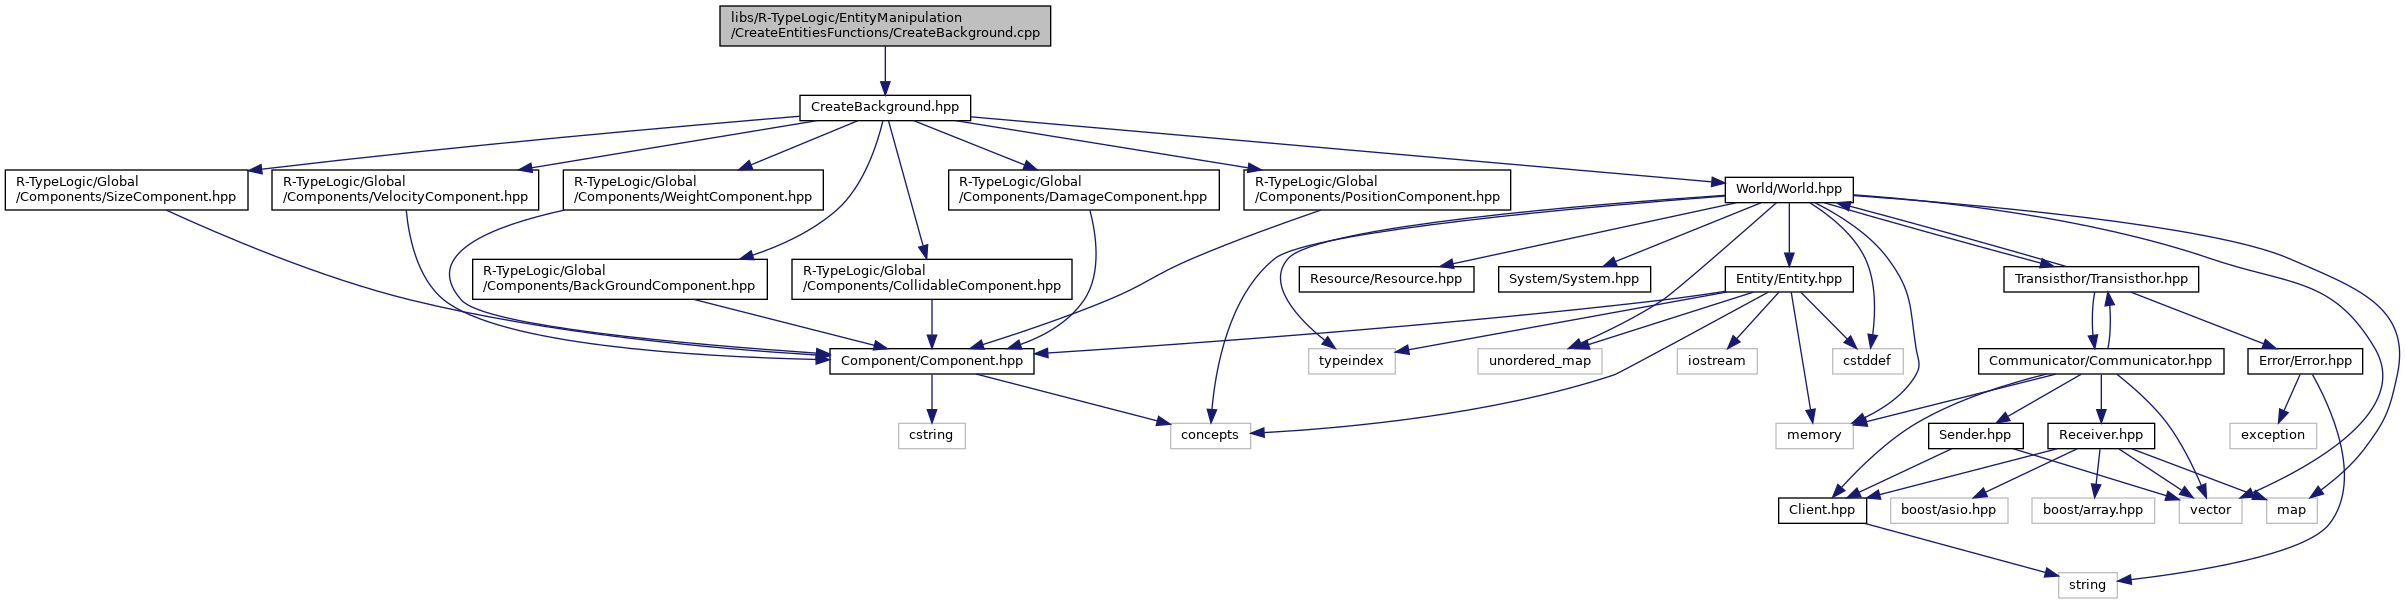 libs/R-TypeLogic/EntityManipulation
/CreateEntitiesFunctions/CreateBackground.cpp
CreateBackground.hpp
R-TypeLogic/Global
/Components/SizeComponent.hpp
R-TypeLogic/Global
/Components/VelocityComponent.hpp
R-TypeLogic/Global
/Components/WeightComponent.hpp
R-TypeLogic/Global
/Components/DamageComponent.hpp
R-TypeLogic/Global
/Components/PositionComponent.hpp
World/World.hpp
R-TypeLogic/Global
/Components/BackGroundComponent.hpp
R-TypeLogic/Global
/Components/CollidableComponent.hpp
Resource/Resource.hpp
System/System.hpp
Entity/Entity.hpp
Transisthor/Transisthor.hpp
Component/Component.hpp
typeindex
unordered_map
iostream
cstddef
Communicator/Communicator.hpp
Error/Error.hpp
cstring
concepts
memory
Sender.hpp
Receiver.hpp
exception
Client.hpp
boost/asio.hpp
boost/array.hpp
vector
map
string